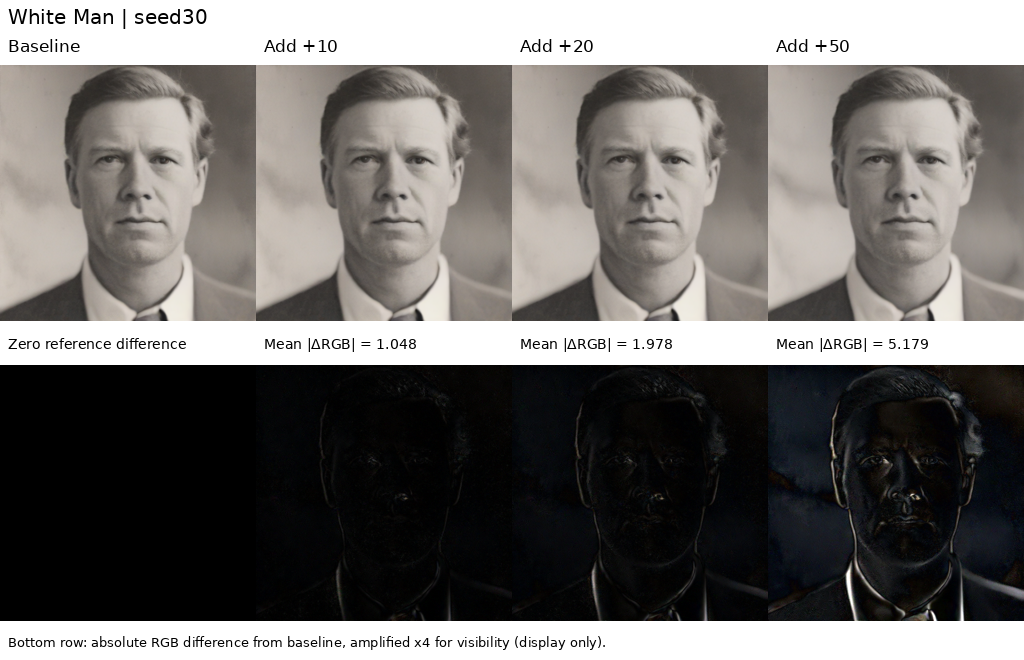 White Man | seed30
Baseline Add +10 Add +20 Add +50
Zero reference difference Mean |ΔRGB| = 1.048 Mean |ΔRGB| = 1.978 Mean |ΔRGB| = 5.179
Bottom row: absolute RGB difference from baseline, amplified x4 for visibility (display only).